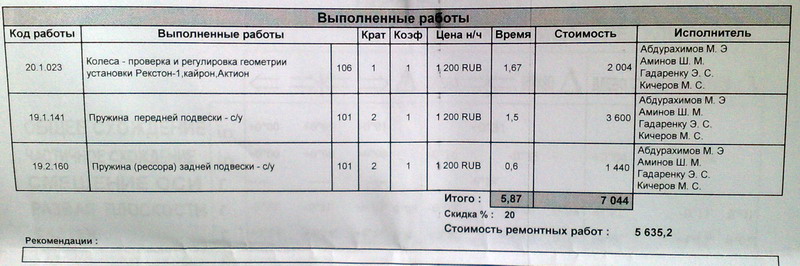 Выполненные работы
Код работы Выполненные работы Крат Коэф Цена н/ч Время Стоимость Исполнитель
20.1.023 Колеса - проверка и регулировка геометрии установки Рекстон-1,кайрон,Актион 106 1 1 1 200 RUB 1,67 2 004 Абдурахимов М. Э
Аминов Ш. М.
Гадаренку Э. С.
Кичеров М. С.
19.1.141 Пружина передней подвески - с/у 101 2 1 1 200 RUB 1,5 3 600 Абдурахимов М. Э
Аминов Ш. М.
Гадаренку Э. С.
Кичеров М. С.
19.2.160 Пружина (рессора) задней подвески - с/у 101 2 1 1 200 RUB 0,6 1 440 Абдурахимов М. Э
Аминов Ш. М.
Гадаренку Э. С.
Кичеров М. С.
Итого : 5,87 7 044
Скидка % : 20
Стоимость ремонтных работ : 5 635,2
Рекомендации :